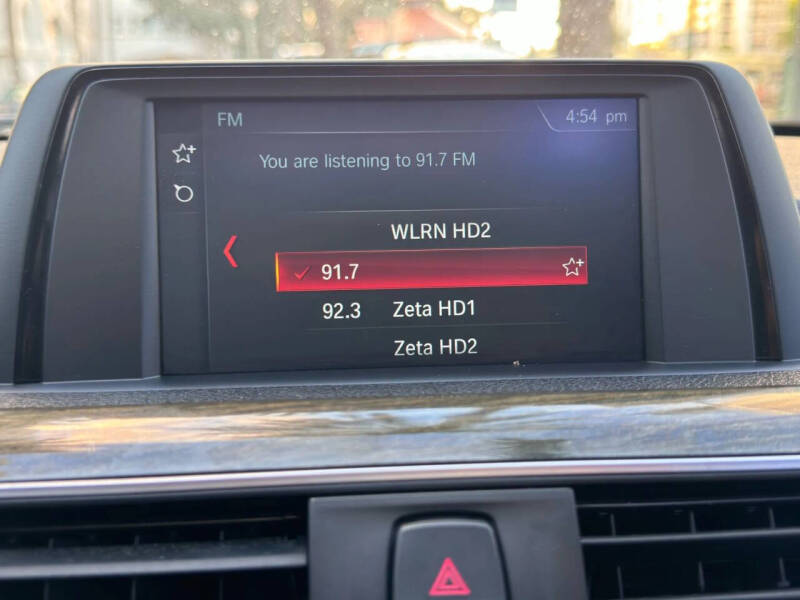 FM 4:54 pm
You are listening to 91.7 FM
WLRN HD2
91.7
92.3 Zeta HD1
Zeta HD2